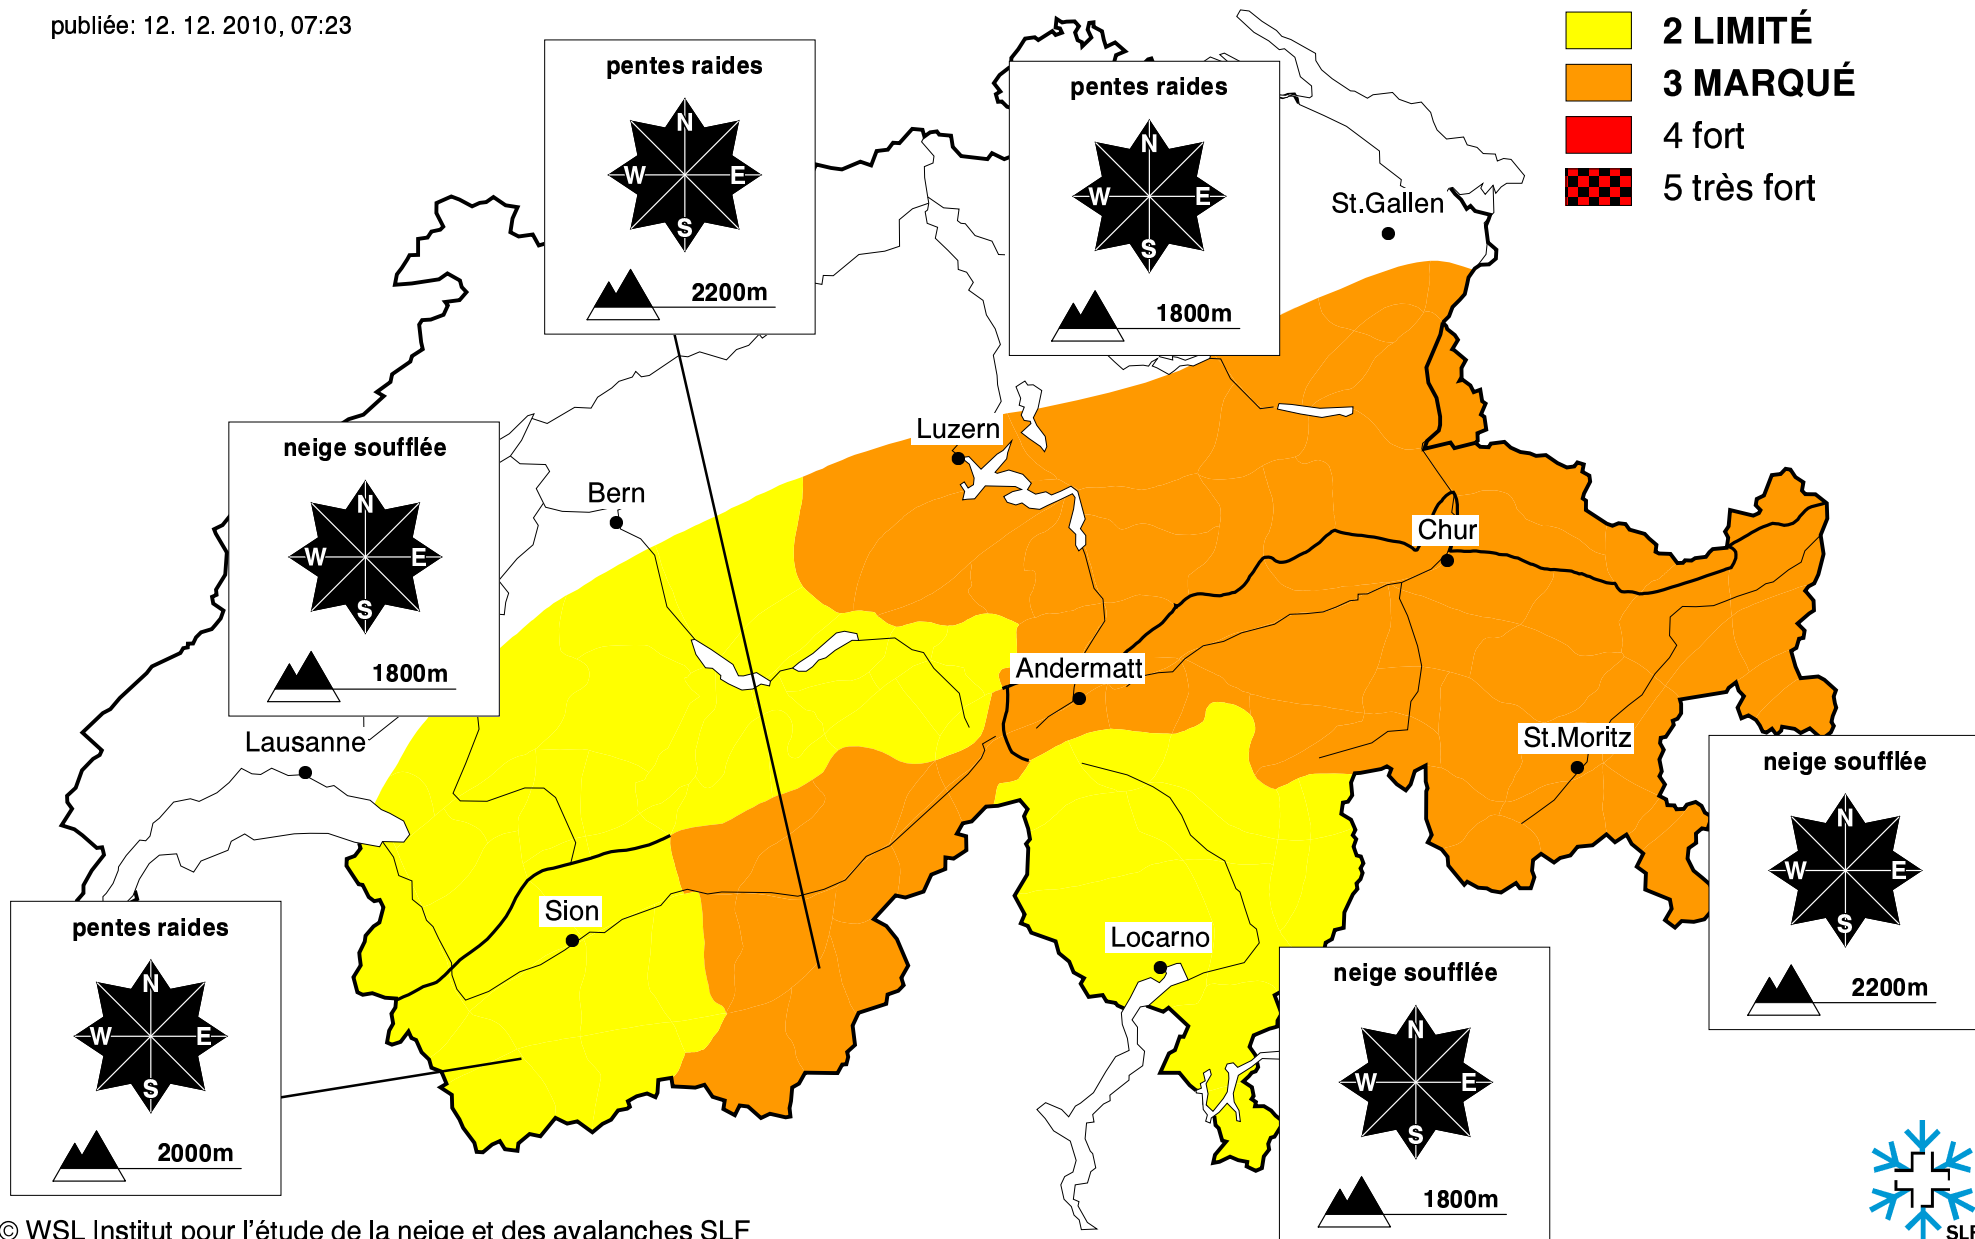 publiée: 12. 12. 2010, 07:23
2 LIMITÉ
3 MARQUÉ
4 fort
5 très fort
pentes raides
N
W E
S
2200m
pentes raides
N
W E
S
1800m
St.Gallen
neige soufflée
N
W E
S
1800m
Luzern
Bern
Chur
Andermatt
Lausanne
St.Moritz
neige soufflée
N
W E
S
2200m
pentes raides
N
W E
S
2000m
Sion
Locarno
neige soufflée
N
W E
S
1800m
© WSL Institut pour l'étude de la neige et des avalanches SLF
SLF